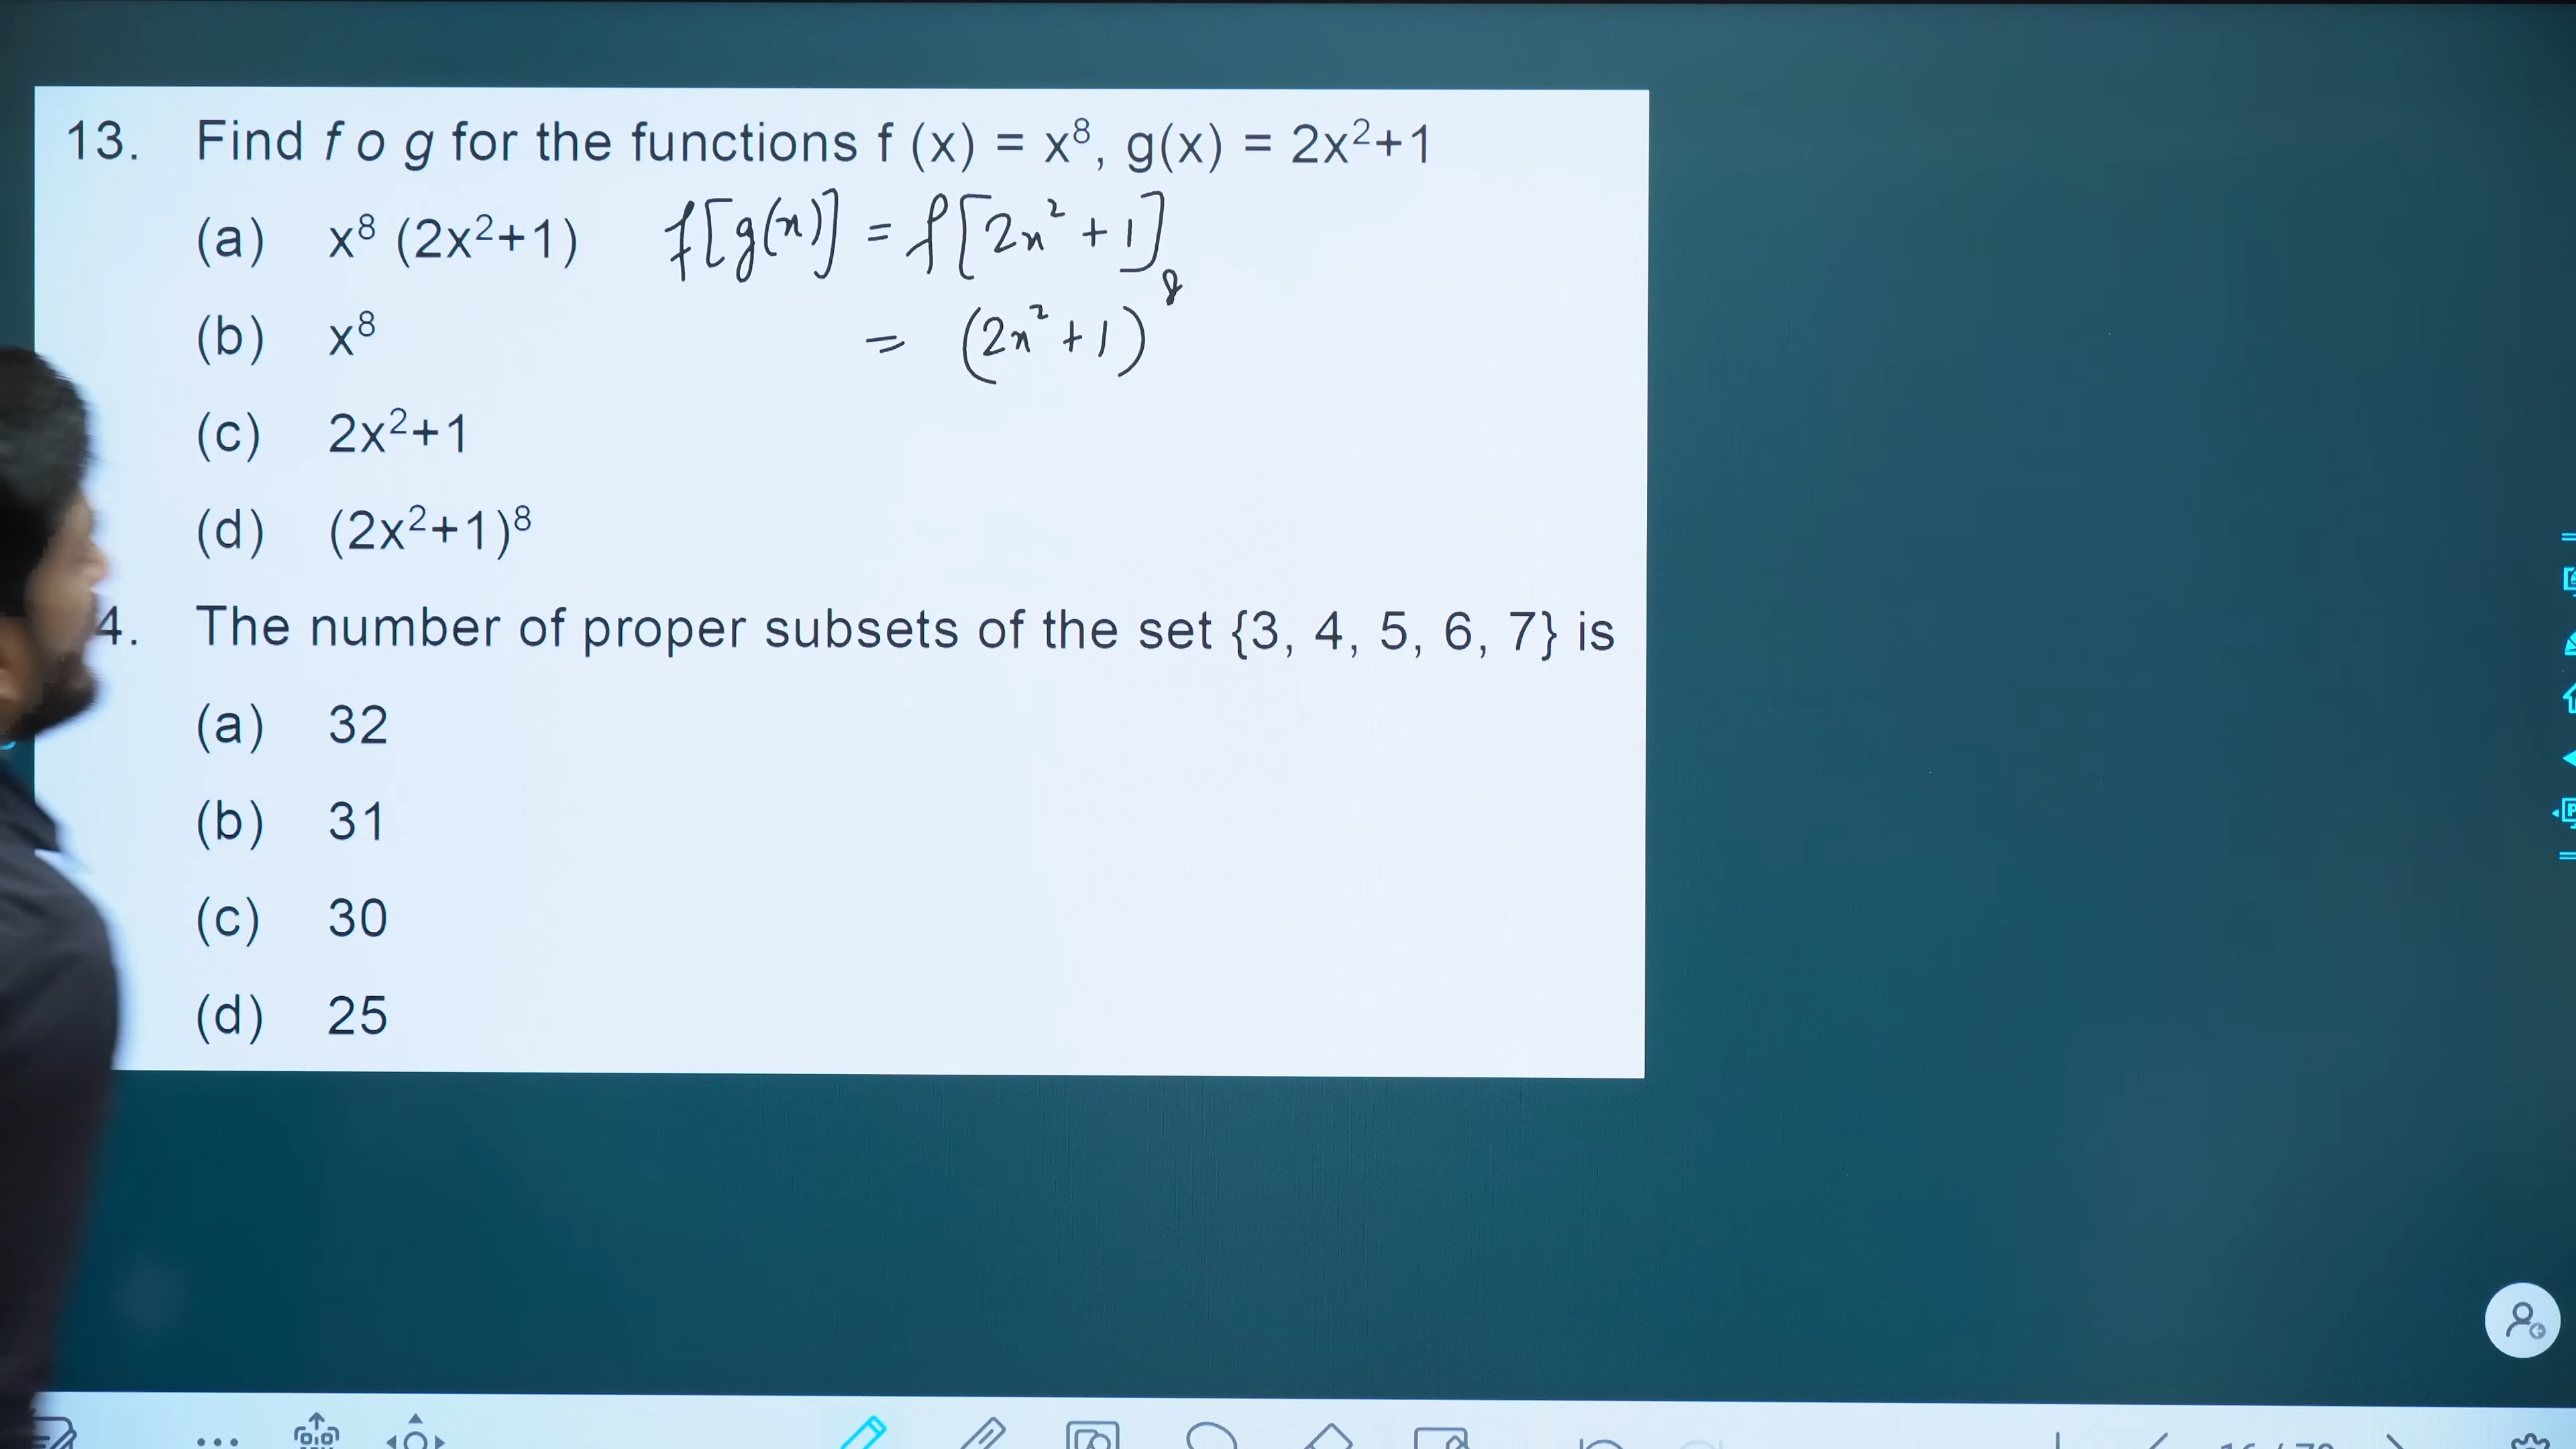 13. Find f o g for the functions f (x) = x⁸, g(x) = 2x²+1
(a) x⁸ (2x²+1)
f[g(x)] = f[2x² + 1]
(b) x⁸
= (2x² + 1)⁸
(c) 2x²+1
(d) (2x²+1)⁸
4. The number of proper subsets of the set {3, 4, 5, 6, 7} is
(a) 32
(b) 31
(c) 30
(d) 25